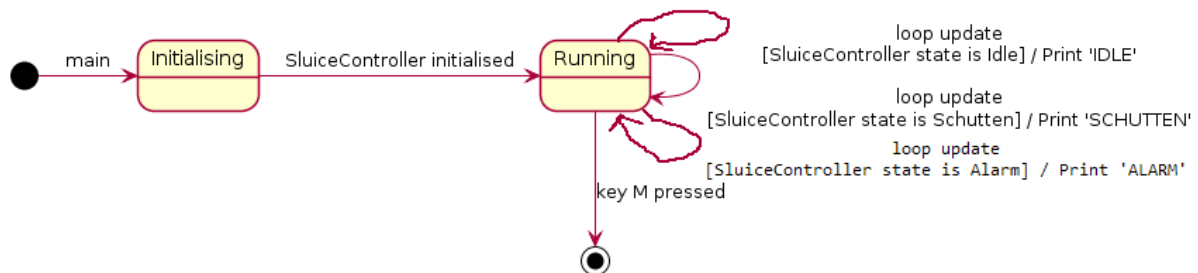 main
Initialising
SluiceController initialised
Running
loop update
[SluiceController state is Idle] / Print 'IDLE'
loop update
[SluiceController state is Schutten] / Print 'SCHUTTEN'
loop update
[SluiceController state is Alarm] / Print 'ALARM'
key M pressed